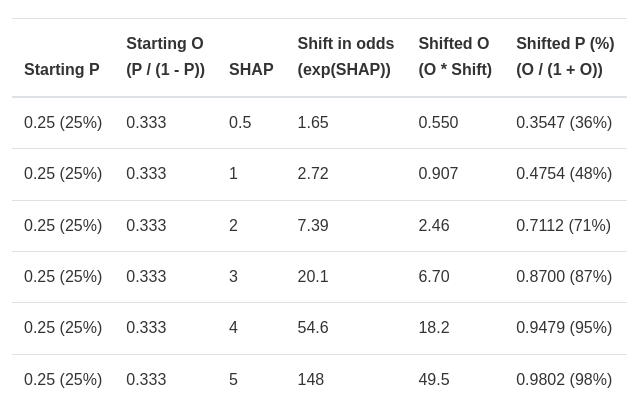 Starting P | Starting O (P / (1 - P)) | SHAP | Shift in odds (exp(SHAP)) | Shifted O (O * Shift) | Shifted P (%) (O / (1 + O))
0.25 (25%) | 0.333 | 0.5 | 1.65 | 0.550 | 0.3547 (36%)
0.25 (25%) | 0.333 | 1 | 2.72 | 0.907 | 0.4754 (48%)
0.25 (25%) | 0.333 | 2 | 7.39 | 2.46 | 0.7112 (71%)
0.25 (25%) | 0.333 | 3 | 20.1 | 6.70 | 0.8700 (87%)
0.25 (25%) | 0.333 | 4 | 54.6 | 18.2 | 0.9479 (95%)
0.25 (25%) | 0.333 | 5 | 148 | 49.5 | 0.9802 (98%)